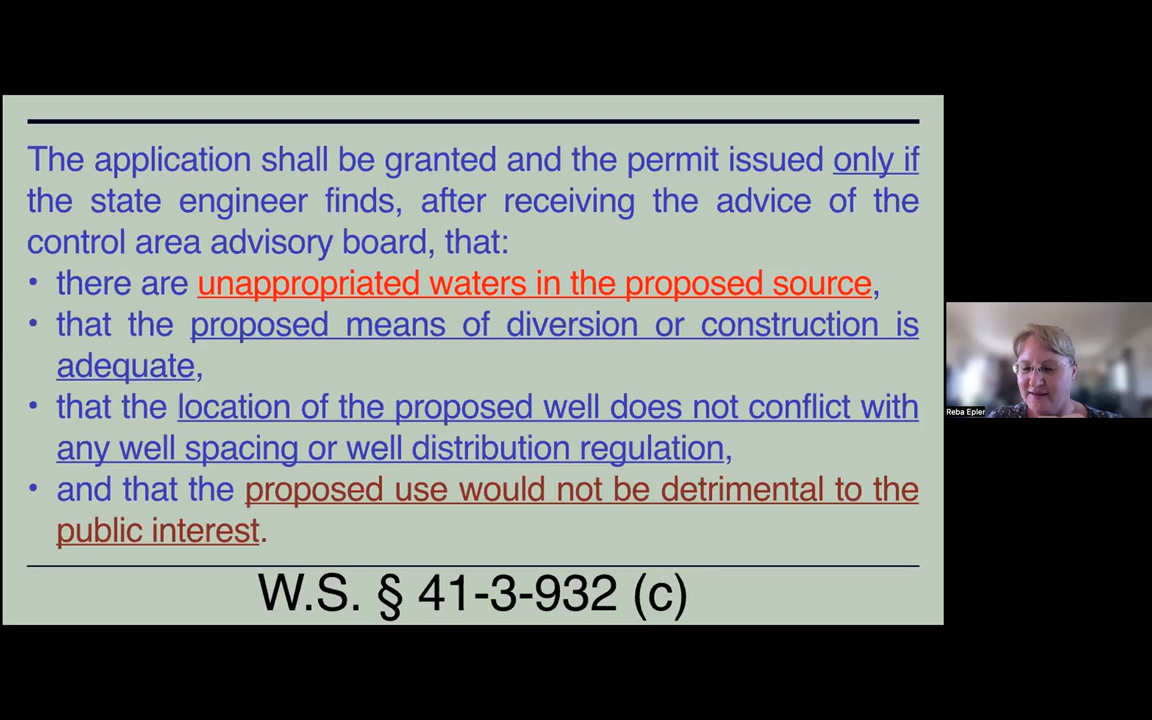 The application shall be granted and the permit issued only if
the state engineer finds, after receiving the advice of the
control area advisory board, that:
• there are unappropriated waters in the proposed source,
• that the proposed means of diversion or construction is
adequate,
• that the location of the proposed well does not conflict with
any well spacing or well distribution regulation,
• and that the proposed use would not be detrimental to the
public interest.
W.S. § 41-3-932 (c)
Reba Epler